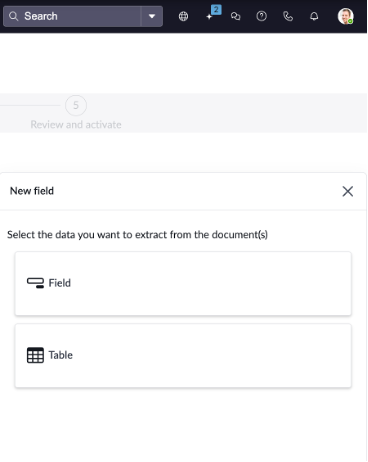 Search
2
5
Review and activate
New field
Select the data you want to extract from the document(s)
Field
Table